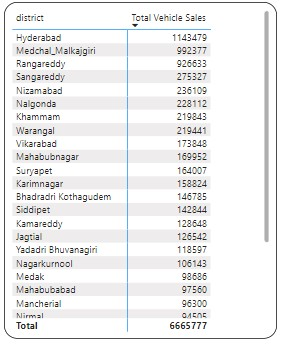 district Total Vehicle Sales
Hyderabad 1143479
Medchal_Malkajgiri 992377
Rangareddy 926633
Sangareddy 275327
Nizamabad 236109
Nalgonda 228112
Khammam 219843
Warangal 219441
Vikarabad 173848
Mahabubnagar 169952
Suryapet 164007
Karimnagar 158824
Bhadradri Kothagudem 146785
Siddipet 142844
Kamareddy 128648
Jagtial 126542
Yadadri Bhuvanagiri 118597
Nagarkurnool 106143
Medak 98686
Mahabubabad 97560
Mancherial 96300
Nirmal 94505
Total 6665777